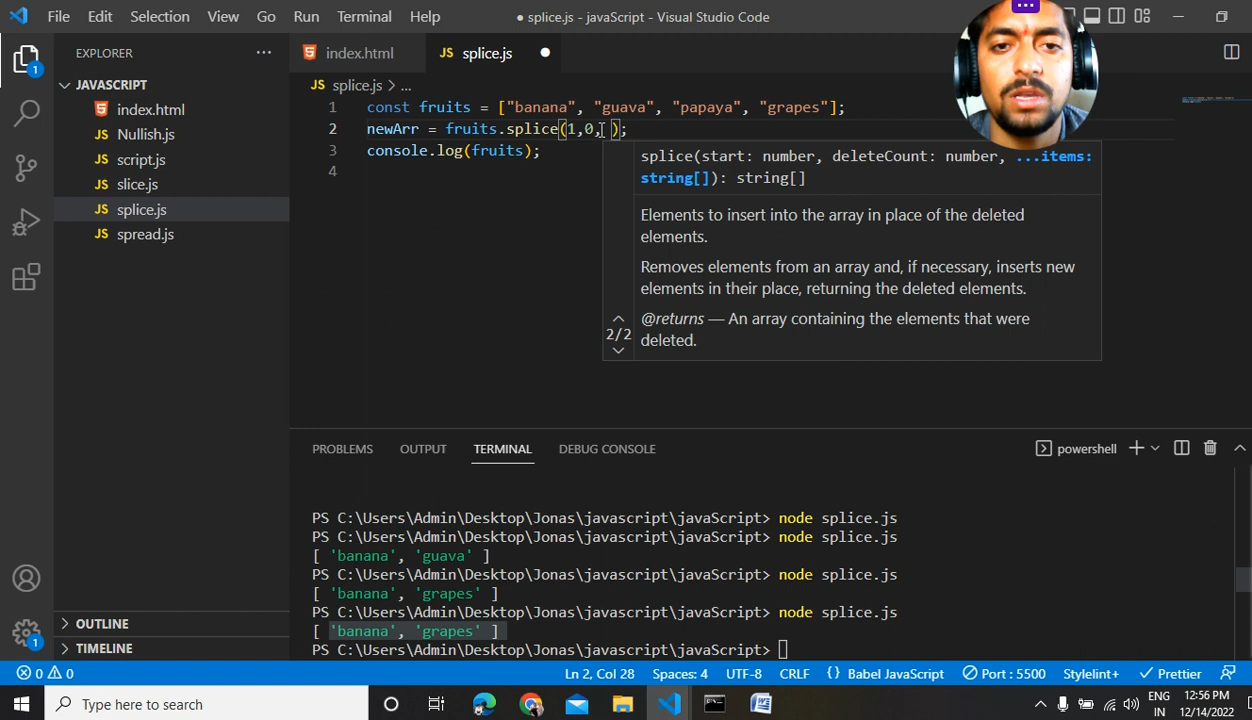 File Edit Selection View Go Run Terminal Help
● splice.js - javaScript - Visual Studio Code
EXPLORER
JAVASCRIPT
index.html
Nullish.js
script.js
slice.js
splice.js
spread.js
OUTLINE
TIMELINE
1
1
index.html
JS splice.js
JS splice.js > ...
1 const fruits = ["banana", "guava", "papaya", "grapes"];
2 newArr = fruits.splice(1,0, );
3 console.log(fruits);
4
splice(start: number, deleteCount: number, ...items:
string[]): string[]
Elements to insert into the array in place of the deleted
elements.
Removes elements from an array and, if necessary, inserts new
elements in their place, returning the deleted elements.
@returns — An array containing the elements that were
deleted.
2/2
PROBLEMS OUTPUT TERMINAL DEBUG CONSOLE
powershell
PS C:\Users\Admin\Desktop\Jonas\javascript\javaScript> node splice.js
PS C:\Users\Admin\Desktop\Jonas\javascript\javaScript> node splice.js
[ 'banana', 'guava' ]
PS C:\Users\Admin\Desktop\Jonas\javascript\javaScript> node splice.js
[ 'banana', 'grapes' ]
PS C:\Users\Admin\Desktop\Jonas\javascript\javaScript> node splice.js
[ 'banana', 'grapes' ]
PS C:\Users\Admin\Desktop\Jonas\javascript\javaScript>
0 0 Ln 2, Col 28 Spaces: 4 UTF-8 CRLF {} Babel JavaScript Port : 5500 Stylelint+ Prettier
Type here to search
ENG 12:56 PM
IN 12/14/2022